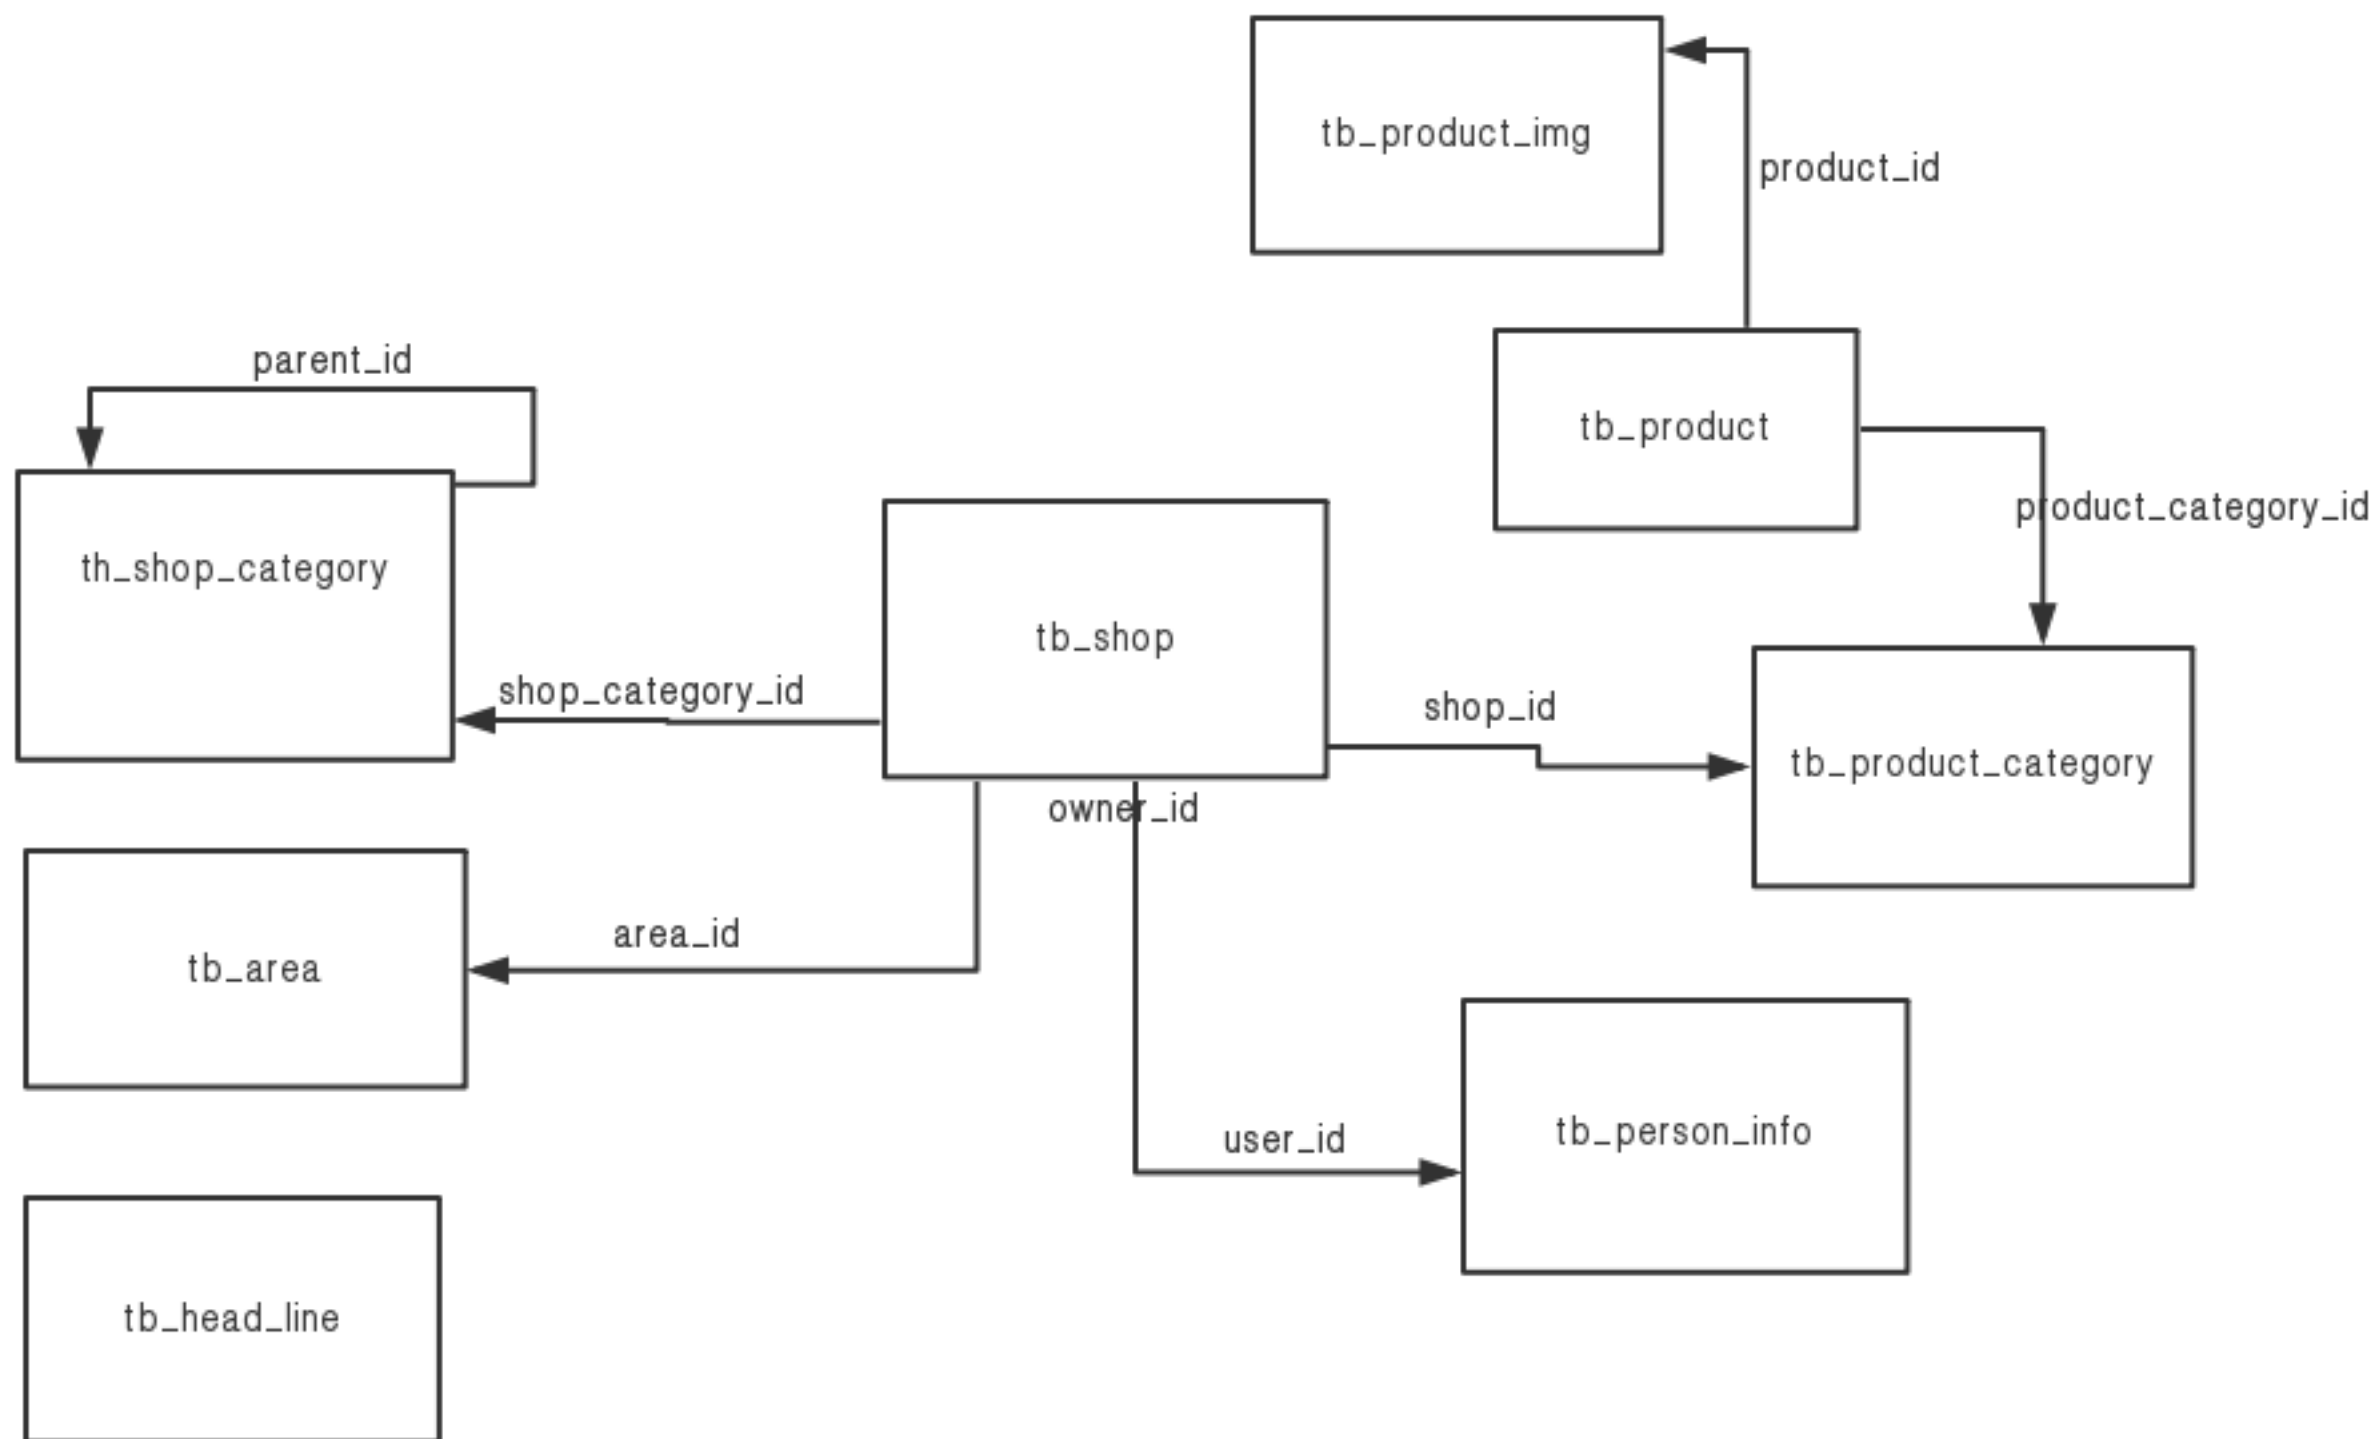 tb_product_img
product_id
parent_id
tb_product
product_category_id
th_shop_category
tb_shop
shop_category_id
shop_id
tb_product_category
owner_id
area_id
tb_area
user_id
tb_person_info
tb_head_line